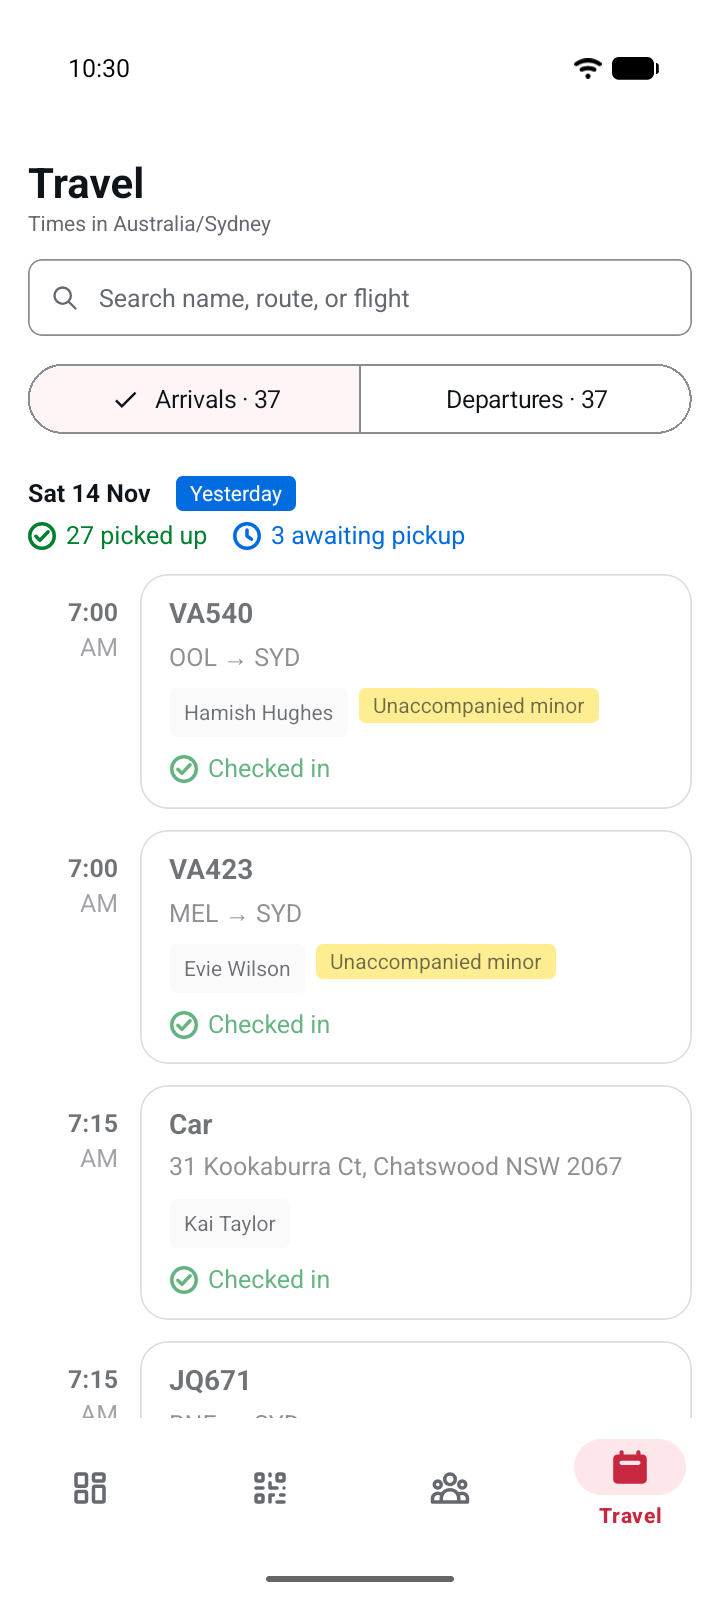 10:30
Travel
Times in Australia/Sydney
Search name, route, or flight
Arrivals · 37
Departures · 37
Sat 14 Nov Yesterday
27 picked up 3 awaiting pickup
7:00 AM
VA540
OOL → SYD
Hamish Hughes Unaccompanied minor
Checked in
7:00 AM
VA423
MEL → SYD
Evie Wilson Unaccompanied minor
Checked in
7:15 AM
Car
31 Kookaburra Ct, Chatswood NSW 2067
Kai Taylor
Checked in
7:15 AM
JQ671
Travel